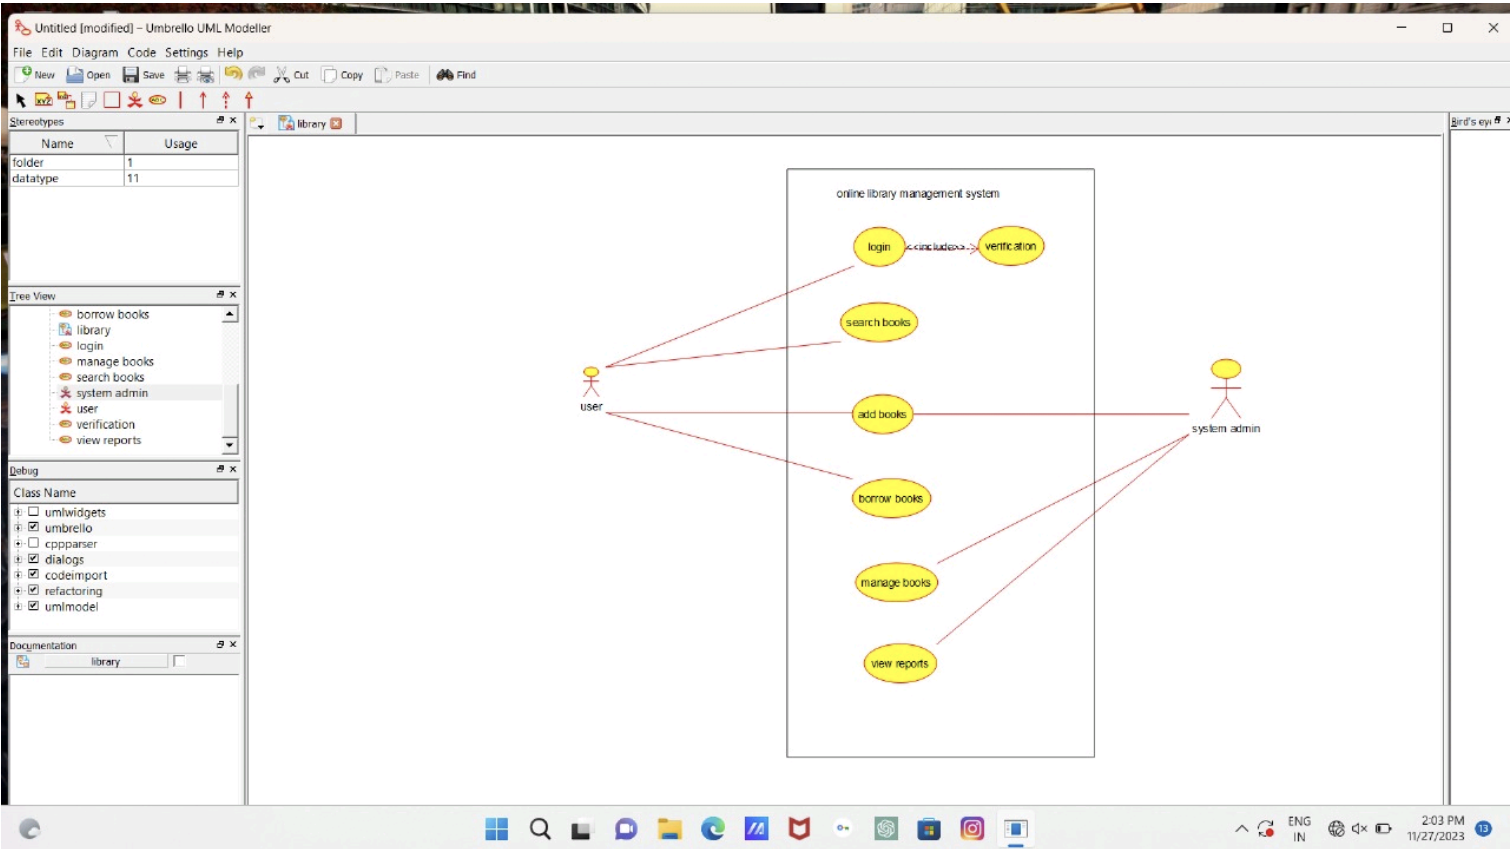 Untitled [modified] – Umbrello UML Modeller
File Edit Diagram Code Settings Help
New Open Save Cut Copy Paste Find
Stereotypes
Name Usage
folder 1
datatype 11
Tree View
borrow books
library
login
manage books
search books
system admin
user
verification
view reports
Debug
Class Name
umlwidgets
umbrello
cppparser
dialogs
codeimport
refactoring
umlmodel
Documentation
library
library
Bird's eye
online library management system
login <<include>> verification
search books
user
add books
system admin
borrow books
manage books
view reports
ENG
IN
2:03 PM
11/27/2023
13